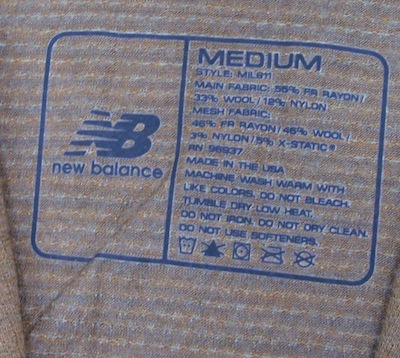 new balance
MEDIUM
STYLE: MIL611
MAIN FABRIC: 55% FR RAYON/
33% WOOL/12% NYLON
MESH FABRIC:
46% FR RAYON/46% WOOL/
3% NYLON/5% X-STATIC®
RN 96937
MADE IN THE USA
MACHINE WASH WARM WITH
LIKE COLORS. DO NOT BLEACH.
TUMBLE DRY LOW HEAT.
DO NOT IRON. DO NOT DRY CLEAN.
DO NOT USE SOFTENERS.